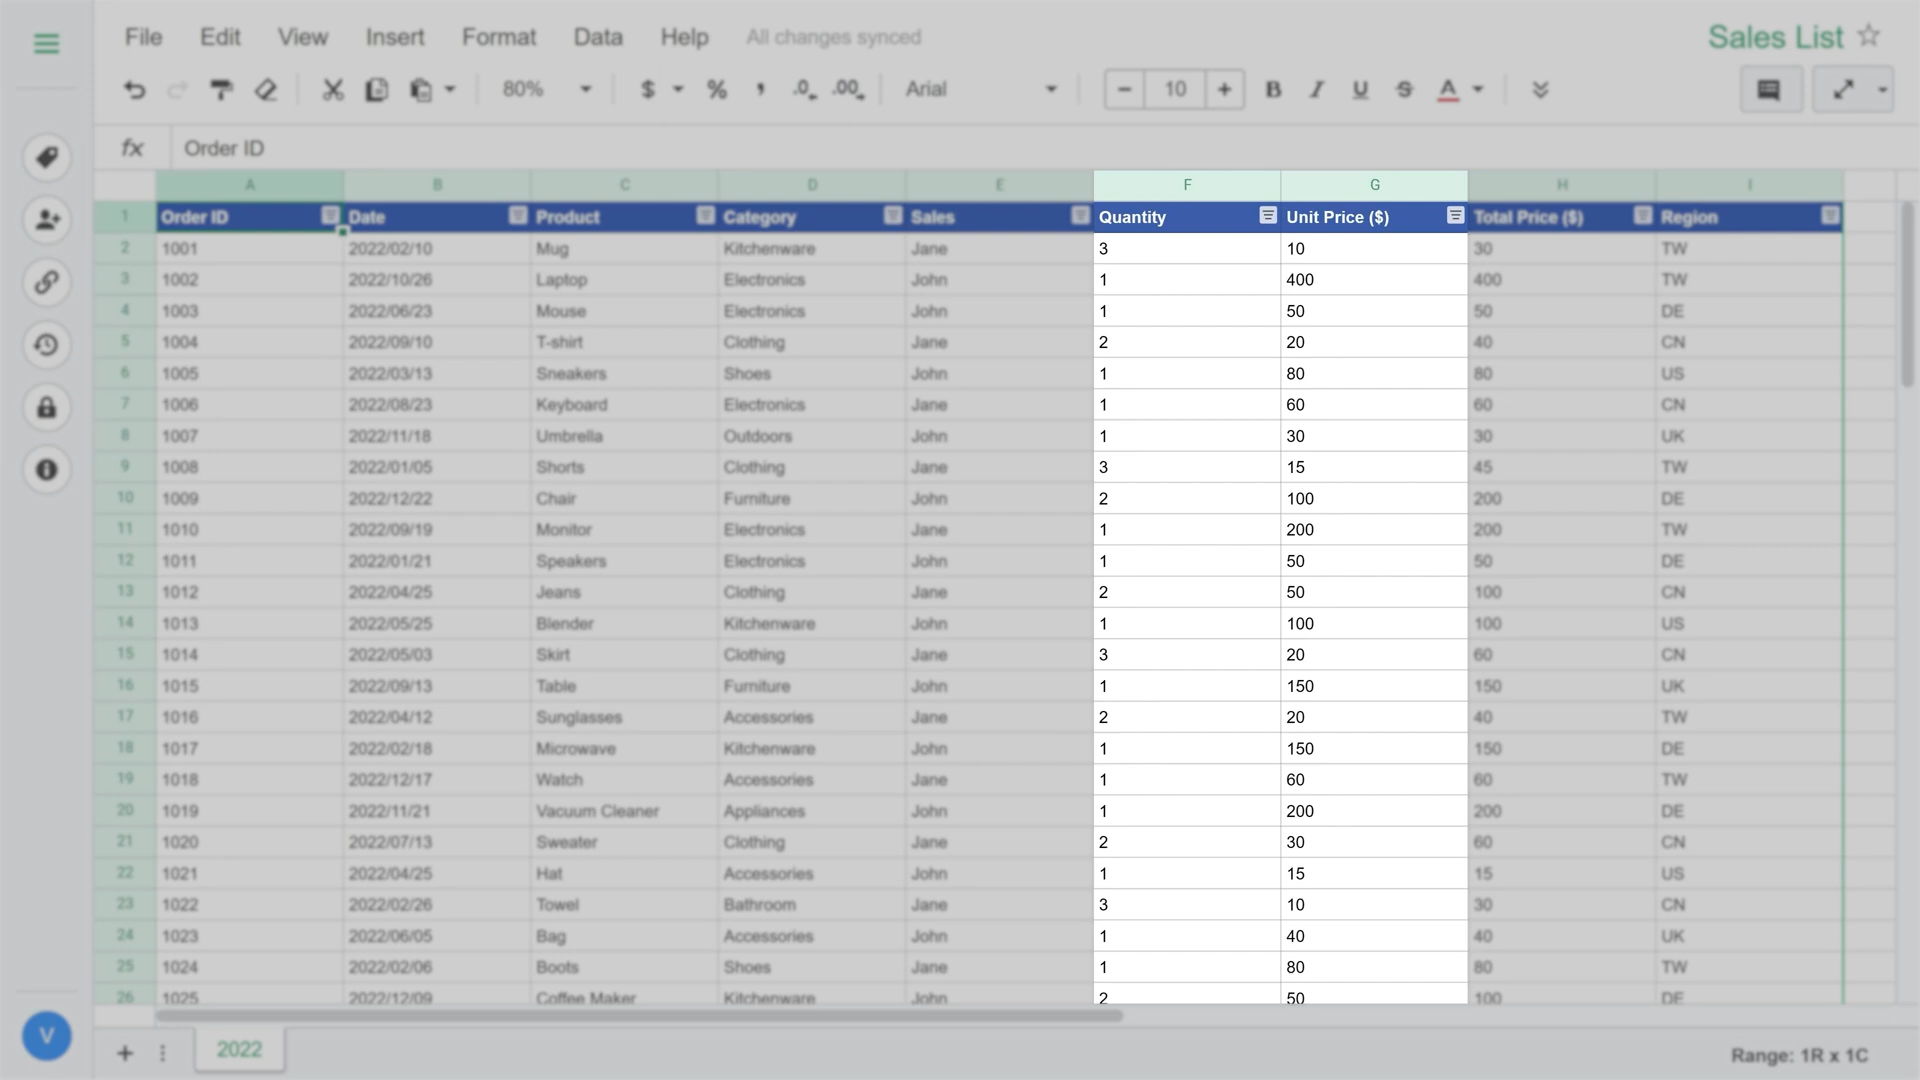 File Edit View Insert Format Data Help All changes synced
Sales List
80% $ % , .0 .00 Arial − 10 + B I U S A
fx Order ID
A B C D E F G H I
1 Order ID Date Product Category Sales Quantity Unit Price ($) Total Price ($) Region
2 1001 2022/02/10 Mug Kitchenware Jane 3 10 30 TW
3 1002 2022/10/26 Laptop Electronics John 1 400 400 TW
4 1003 2022/06/23 Mouse Electronics John 1 50 50 DE
5 1004 2022/09/10 T-shirt Clothing Jane 2 20 40 CN
6 1005 2022/03/13 Sneakers Shoes John 1 80 80 US
7 1006 2022/08/23 Keyboard Electronics Jane 1 60 60 CN
8 1007 2022/11/18 Umbrella Outdoors John 1 30 30 UK
9 1008 2022/01/05 Shorts Clothing Jane 3 15 45 TW
10 1009 2022/12/22 Chair Furniture John 2 100 200 DE
11 1010 2022/09/19 Monitor Electronics Jane 1 200 200 TW
12 1011 2022/01/21 Speakers Electronics John 1 50 50 DE
13 1012 2022/04/25 Jeans Clothing Jane 2 50 100 CN
14 1013 2022/05/25 Blender Kitchenware John 1 100 100 US
15 1014 2022/05/03 Skirt Clothing Jane 3 20 60 CN
16 1015 2022/09/13 Table Furniture John 1 150 150 UK
17 1016 2022/04/12 Sunglasses Accessories Jane 2 20 40 TW
18 1017 2022/02/18 Microwave Kitchenware John 1 150 150 DE
19 1018 2022/12/17 Watch Accessories Jane 1 60 60 TW
20 1019 2022/11/21 Vacuum Cleaner Appliances John 1 200 200 DE
21 1020 2022/07/13 Sweater Clothing Jane 2 30 60 CN
22 1021 2022/04/25 Hat Accessories John 1 15 15 US
23 1022 2022/02/26 Towel Bathroom Jane 3 10 30 CN
24 1023 2022/06/05 Bag Accessories John 1 40 40 UK
25 1024 2022/02/06 Boots Shoes Jane 1 80 80 TW
26 1025 2022/12/09 Coffee Maker Kitchenware John 2 50 100 DE
V
+ 2022
Range: 1R x 1C